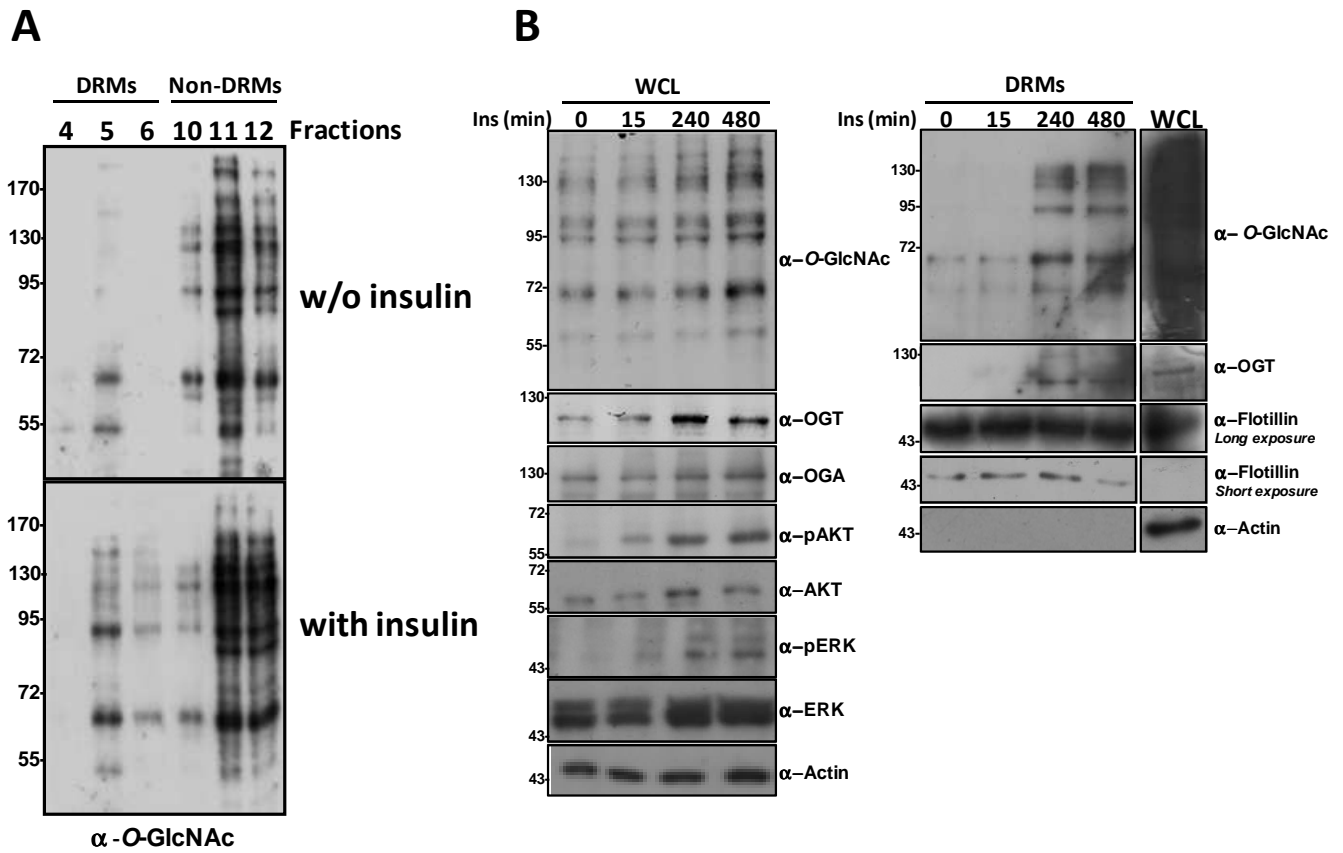 A
DRMs Non-DRMs
4 5 6 10 11 12 Fractions
170
130
95
72
55
w/o insulin
170
130
95
72
55
with insulin
α-O-GlcNAc
B
WCL
Ins (min) 0 15 240 480
130
95
72
55
α–O-GlcNAc
130
α–OGT
130
α–OGA
72
55
α–pAKT
72
55
α–AKT
43
α–pERK
43
α–ERK
43
α–Actin
DRMs
Ins (min) 0 15 240 480 WCL
130
95
72
α–O-GlcNAc
130
α–OGT
43
α–Flotillin
Long exposure
43
α–Flotillin
Short exposure
43
α–Actin